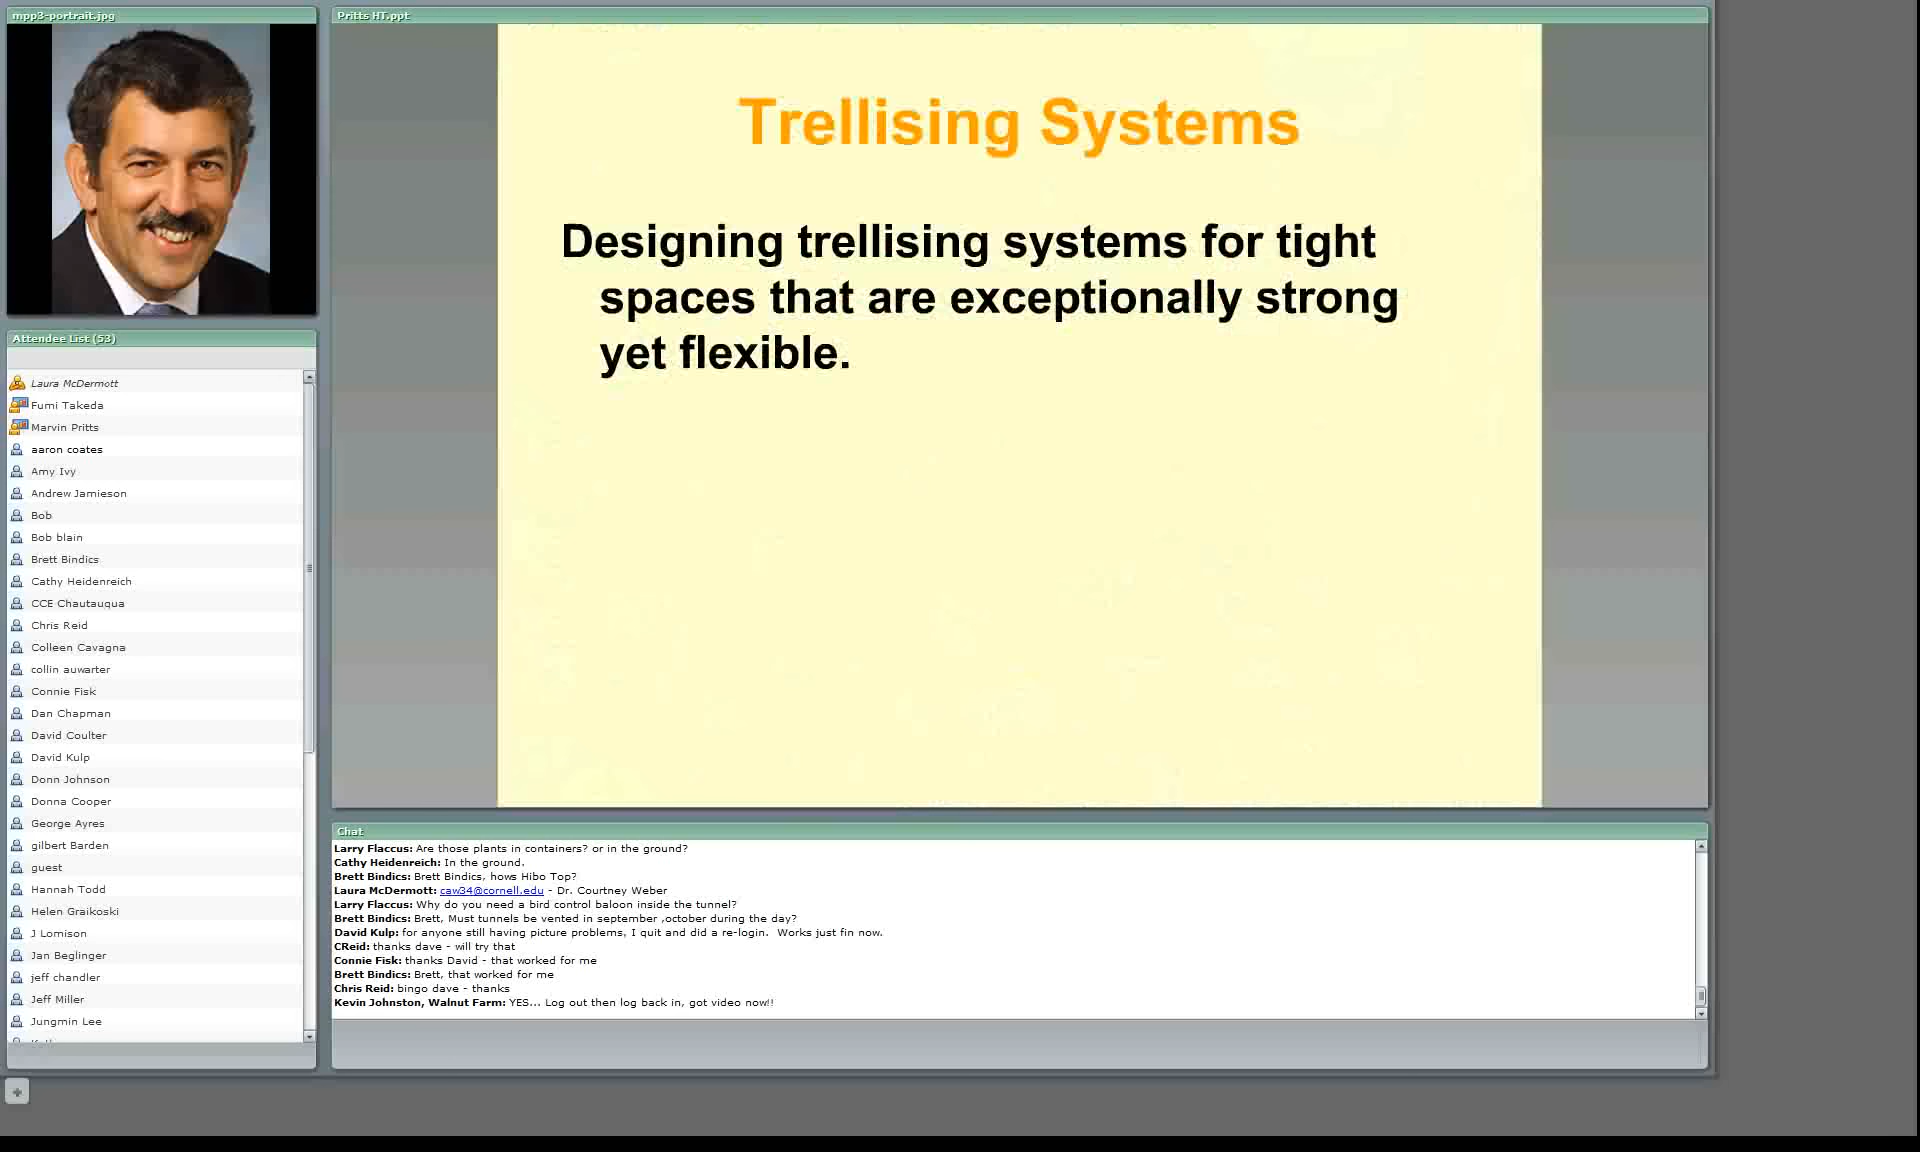 mpp3-portrait.jpg
Attendee List (53)
Laura McDermott
Fumi Takeda
Marvin Pritts
aaron coates
Amy Ivy
Andrew Jamieson
Bob
Bob blain
Brett Bindics
Cathy Heidenreich
CCE Chautauqua
Chris Reid
Colleen Cavagna
collin auwarter
Connie Fisk
Dan Chapman
David Coulter
David Kulp
Donn Johnson
Donna Cooper
George Ayres
gilbert Barden
guest
Hannah Todd
Helen Graikoski
J Lomison
Jan Beglinger
jeff chandler
Jeff Miller
Jungmin Lee
Pritts HT.ppt
Trellising Systems
Designing trellising systems for tight
spaces that are exceptionally strong
yet flexible.
Chat
Larry Flaccus: Are those plants in containers? or in the ground?
Cathy Heidenreich: In the ground.
Brett Bindics: Brett Bindics, hows Hibo Top?
Laura McDermott: caw34@cornell.edu - Dr. Courtney Weber
Larry Flaccus: Why do you need a bird control baloon inside the tunnel?
Brett Bindics: Brett, Must tunnels be vented in september ,october during the day?
David Kulp: for anyone still having picture problems, I quit and did a re-login.  Works just fin now.
CReid: thanks dave - will try that
Connie Fisk: thanks David - that worked for me
Brett Bindics: Brett, that worked for me
Chris Reid: bingo dave - thanks
Kevin Johnston, Walnut Farm: YES... Log out then log back in, got video now!!